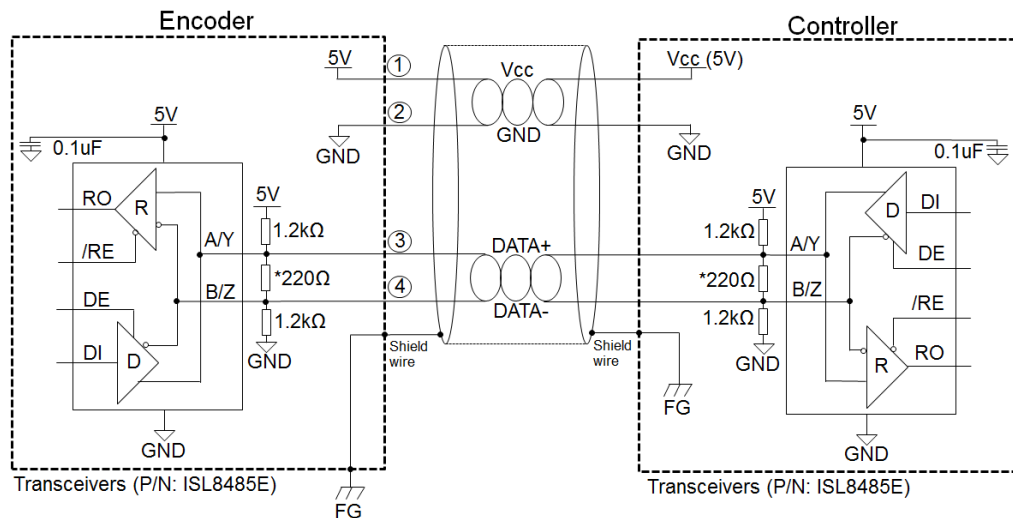 Encoder
Controller
5V
①
Vcc
Vcc (5V)
②
GND
GND
GND
5V
0.1uF
5V
0.1uF
RO
R
/RE
DE
DI
D
GND
A/Y
B/Z
5V
1.2kΩ
*220Ω
1.2kΩ
GND
③
④
DATA+
DATA-
Shield
wire
Shield
wire
FG
FG
5V
1.2kΩ
*220Ω
1.2kΩ
GND
A/Y
B/Z
D
DI
DE
/RE
RO
R
GND
Transceivers (P/N: ISL8485E)
Transceivers (P/N: ISL8485E)